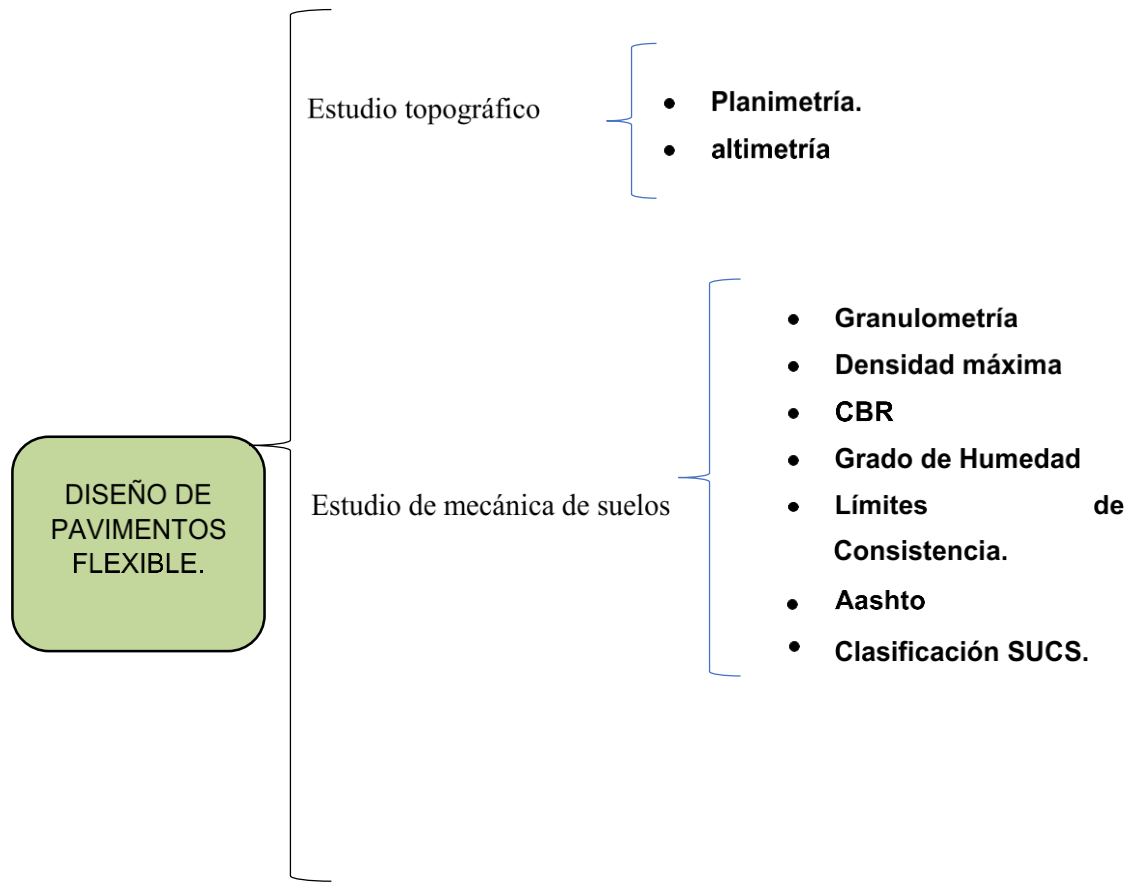 DISEÑO DE
PAVIMENTOS
FLEXIBLE.
Estudio topográfico
• Planimetría.
• altimetría
Estudio de mecánica de suelos
• Granulometría
• Densidad máxima
• CBR
• Grado de Humedad
• Límites de
Consistencia.
• Aashto
• Clasificación SUCS.